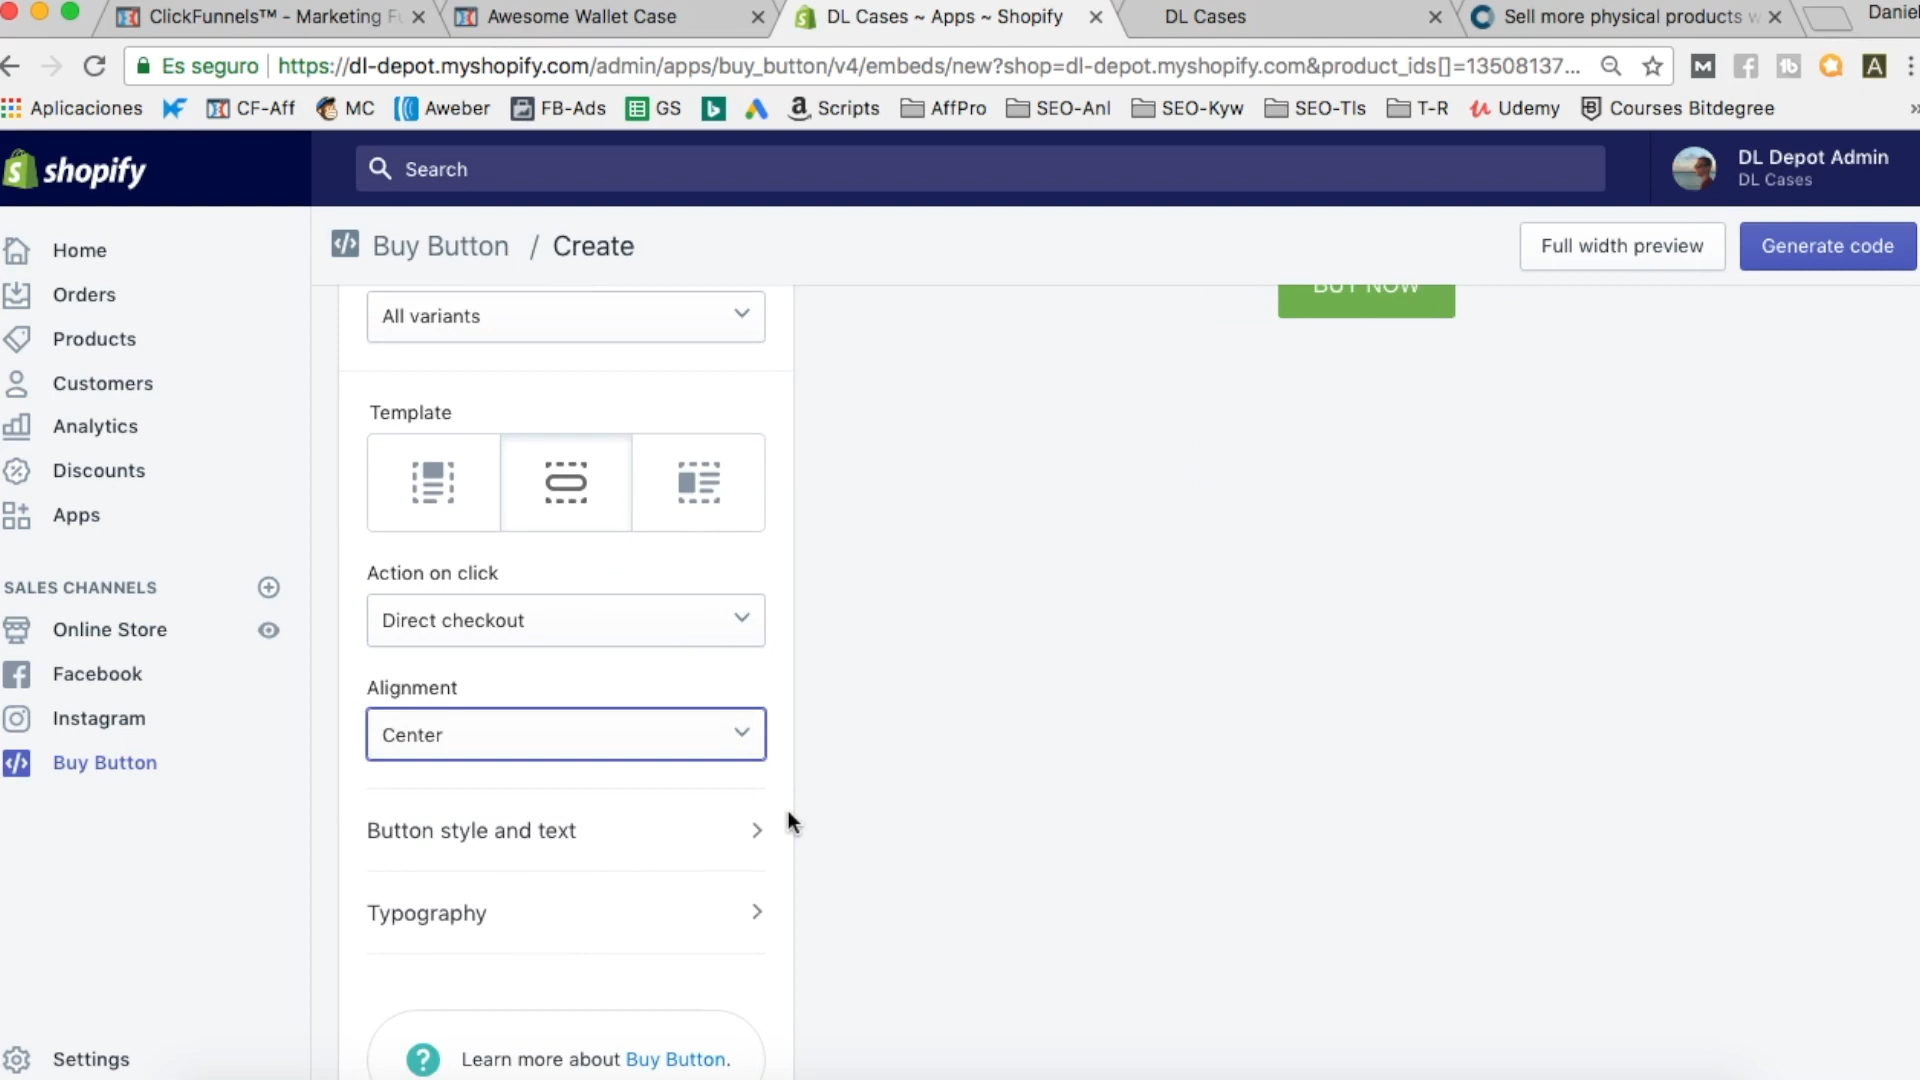 ClickFunnels™ - Marketing Fu
Awesome Wallet Case
DL Cases ~ Apps ~ Shopify
DL Cases
Sell more physical products w
Daniel
Es seguro
https://dl-depot.myshopify.com/admin/apps/buy_button/v4/embeds/new?shop=dl-depot.myshopify.com&product_ids[]=13508137...
Aplicaciones
CF-Aff
MC
Aweber
FB-Ads
GS
Scripts
AffPro
SEO-Anl
SEO-Kyw
SEO-Tls
T-R
Udemy
Courses Bitdegree
shopify
Search
DL Depot Admin
DL Cases
Home
Orders
Products
Customers
Analytics
Discounts
Apps
SALES CHANNELS
Online Store
Facebook
Instagram
Buy Button
Settings
Buy Button / Create
Full width preview
Generate code
All variants
BUY NOW
Template
Action on click
Direct checkout
Alignment
Center
Button style and text
Typography
Learn more about Buy Button.